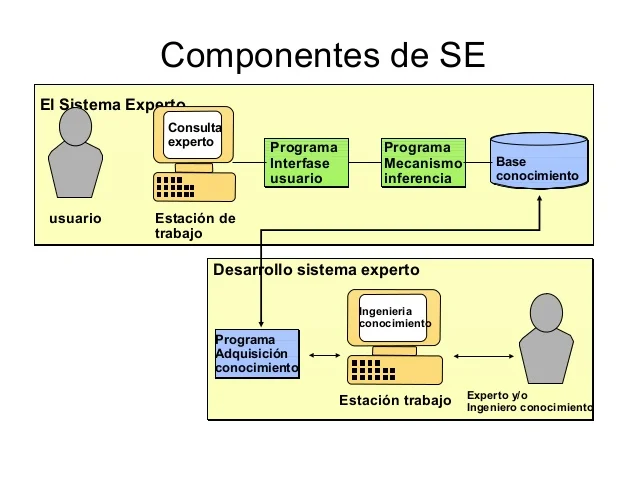 Componentes de SE
El Sistema Experto
Consulta
experto
Programa
Interfase
usuario
Programa
Mecanismo
inferencia
Base
conocimiento
usuario
Estación de
trabajo
Desarrollo sistema experto
Ingenieria
conocimiento
Programa
Adquisición
conocimiento
Estación trabajo
Experto y/o
Ingeniero conocimiento